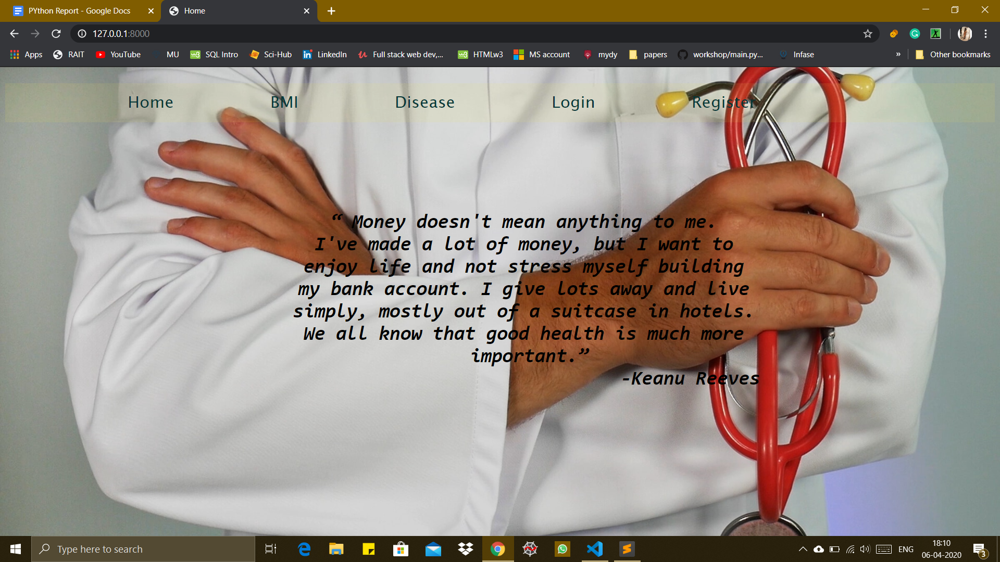 PYthon Report - Google Docs
Home
127.0.0.1:8000
Apps
RAIT
YouTube
MU
SQL Intro
Sci-Hub
LinkedIn
Full stack web dev,...
HTMLw3
MS account
mydy
papers
workshop/main.py...
Infase
»
Other bookmarks
Home BMI Disease Login Register
“ Money doesn't mean anything to me.
I've made a lot of money, but I want to
enjoy life and not stress myself building
my bank account. I give lots away and live
simply, mostly out of a suitcase in hotels.
We all know that good health is much more
important.”
-Keanu Reeves
Type here to search
ENG
18:10
06-04-2020
3